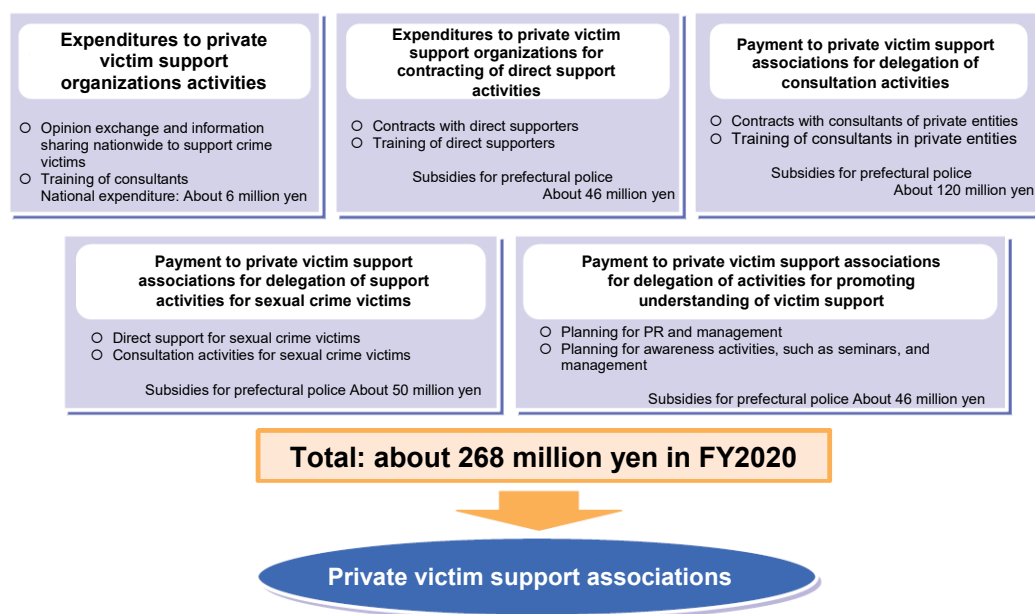 Expenditures to private
victim support
organizations activities
○ Opinion exchange and information
sharing nationwide to support crime
victims
○ Training of consultants
National expenditure: About 6 million yen
Expenditures to private victim
support organizations for
contracting of direct support
activities
○ Contracts with direct supporters
○ Training of direct supporters
Subsidies for prefectural police
About 46 million yen
Payment to private victim support
associations for delegation of
consultation activities
○ Contracts with consultants of private entities
○ Training of consultants in private entities
Subsidies for prefectural police
About 120 million yen
Payment to private victim support
associations for delegation of support
activities for sexual crime victims
○ Direct support for sexual crime victims
○ Consultation activities for sexual crime victims
Subsidies for prefectural police About 50 million yen
Payment to private victim support associations
for delegation of activities for promoting
understanding of victim support
○ Planning for PR and management
○ Planning for awareness activities, such as seminars, and
management
Subsidies for prefectural police About 46 million yen
Total: about 268 million yen in FY2020
Private victim support associations